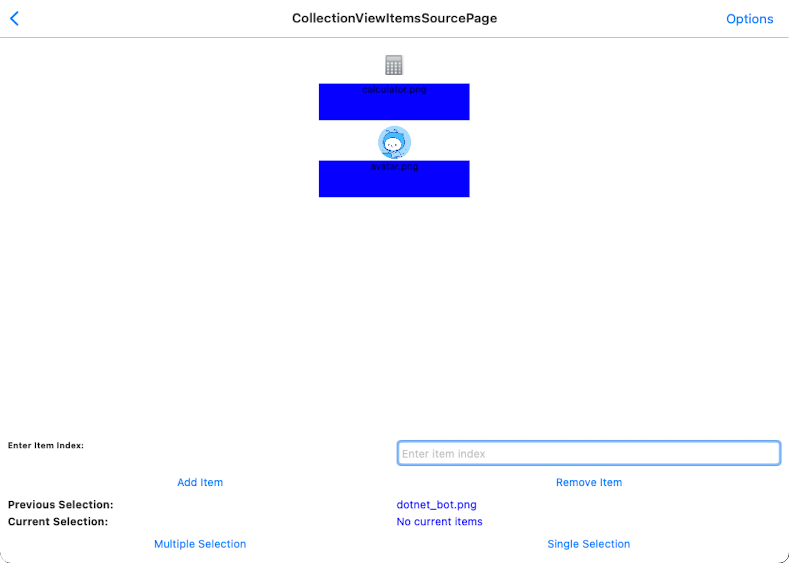 CollectionViewItemsSourcePage
Options
calculator.png
avatar.png
Enter Item Index:
Enter item index
Add Item
Remove Item
Previous Selection:
dotnet_bot.png
Current Selection:
No current items
Multiple Selection
Single Selection